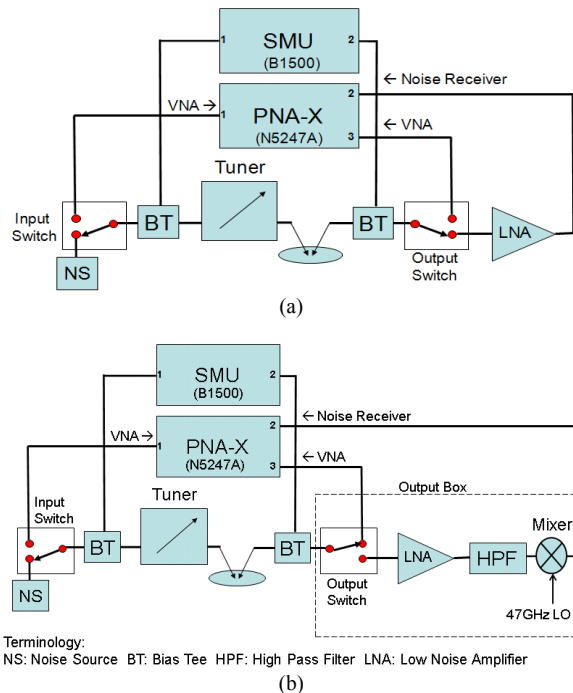 SMU
(B1500)
1
2
← Noise Receiver
VNA →
PNA-X
(N5247A)
1
2
3
← VNA
Tuner
Input
Switch
BT
BT
LNA
NS
Output
Switch
(a)
SMU
(B1500)
1
2
← Noise Receiver
VNA →
PNA-X
(N5247A)
1
2
3
← VNA
Output Box
Input
Switch
Tuner
Mixer
BT
BT
LNA
HPF
NS
Output
Switch
47GHz LO
Terminology:
NS: Noise Source BT: Bias Tee HPF: High Pass Filter LNA: Low Noise Amplifier
(b)